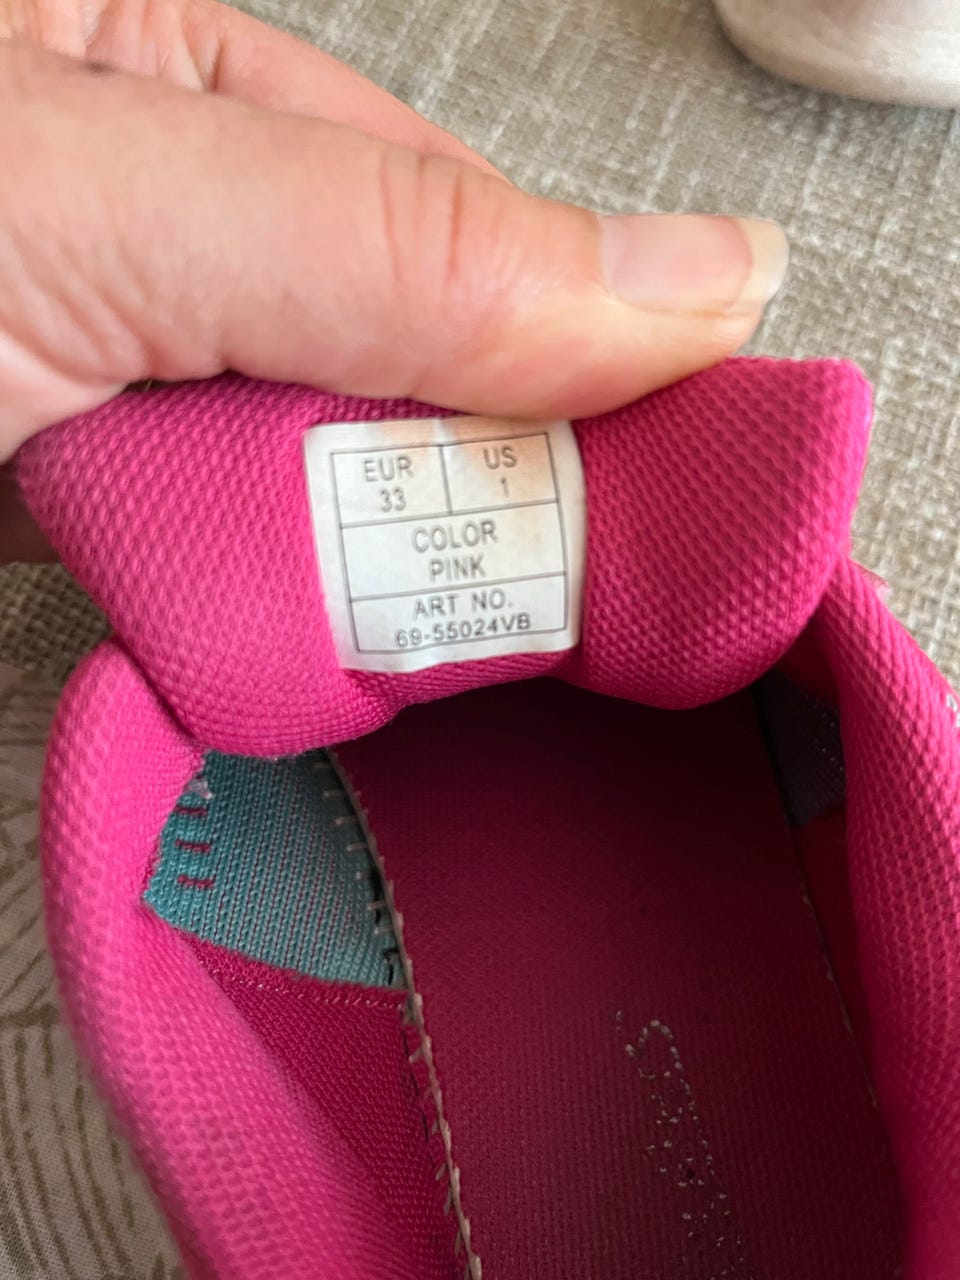 EUR US
33 1
COLOR
PINK
ART NO.
69-55024VB